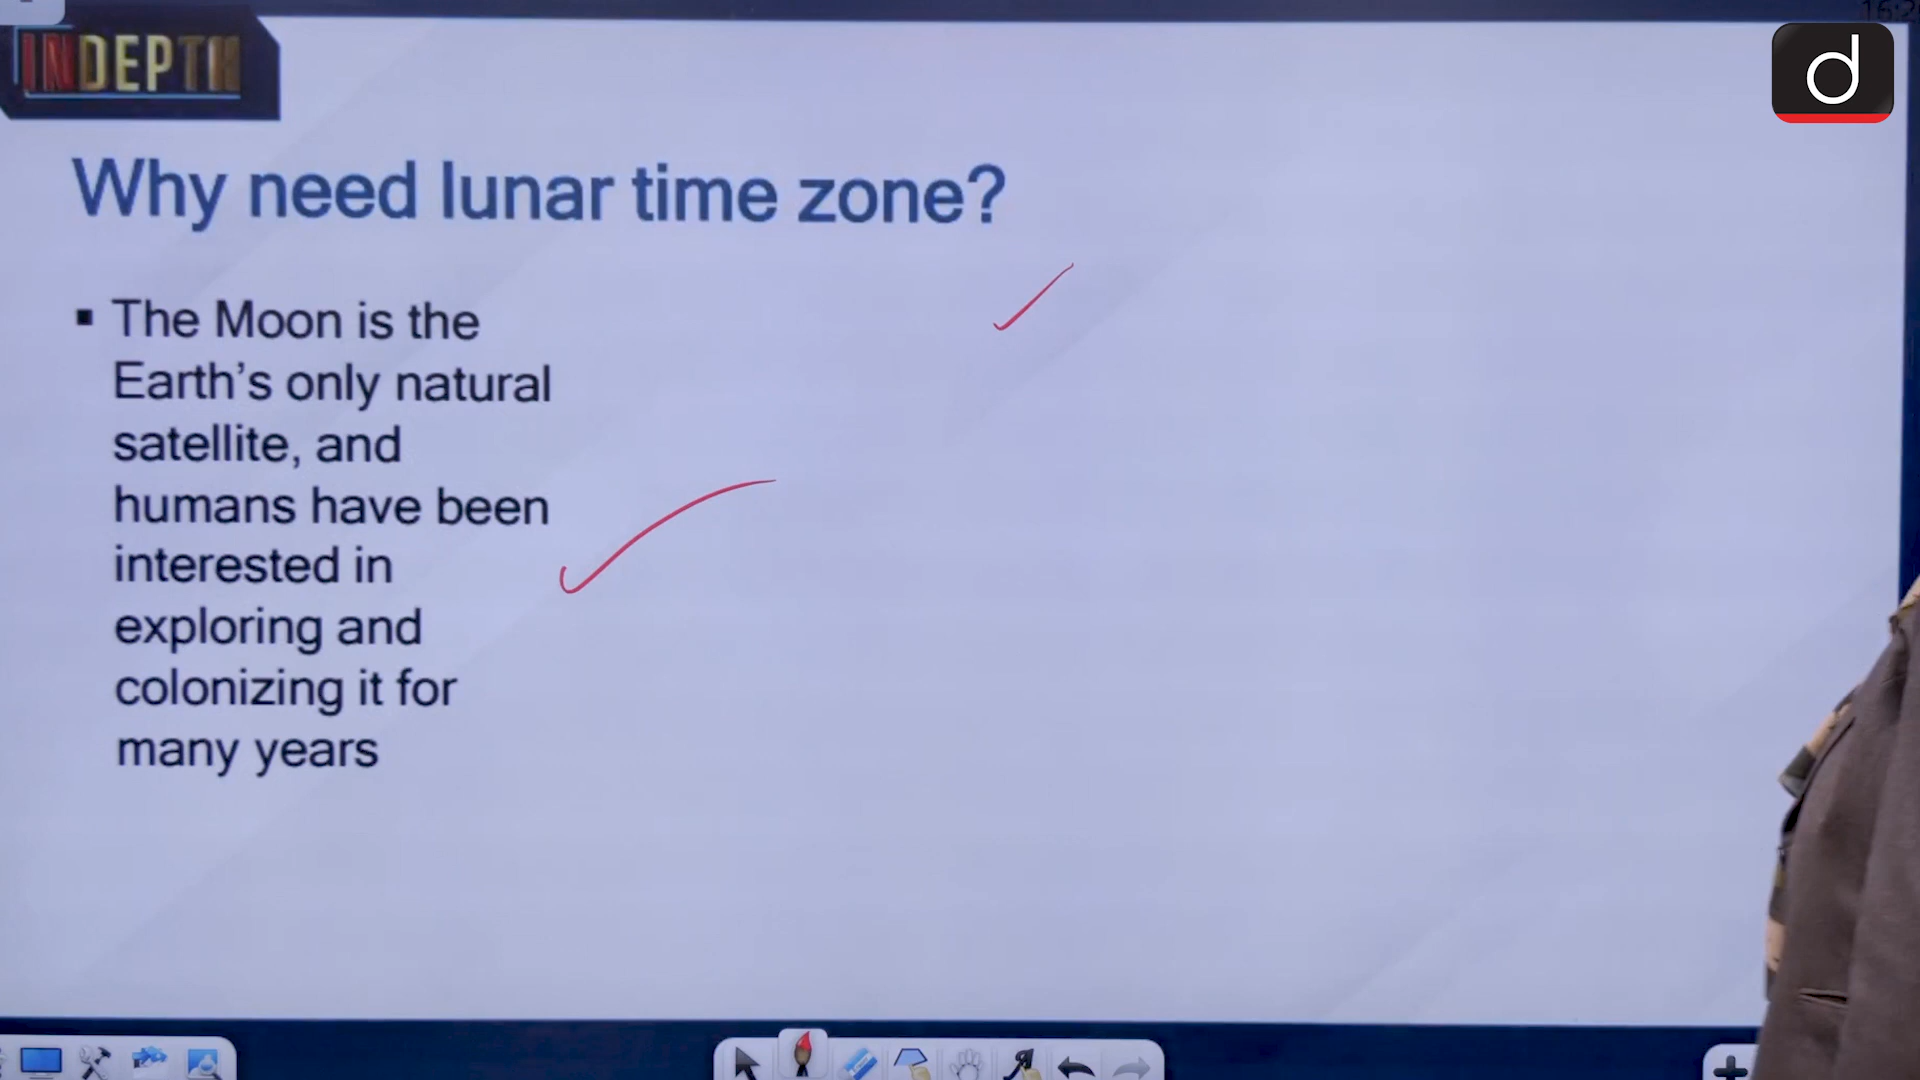 INDEPTH
d
Why need lunar time zone?
▪ The Moon is the
Earth’s only natural
satellite, and
humans have been
interested in
exploring and
colonizing it for
many years